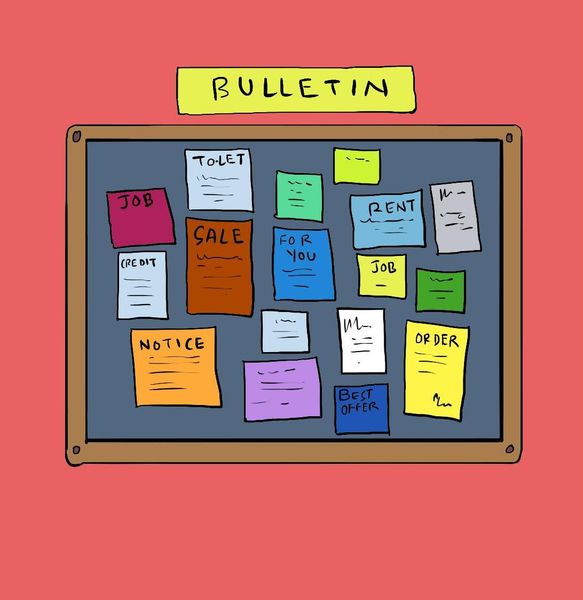 BULLETIN
TO-LET
JOB
SALE
FOR
YOU
RENT
CREDIT
JOB
NOTICE
ORDER
BEST
OFFER